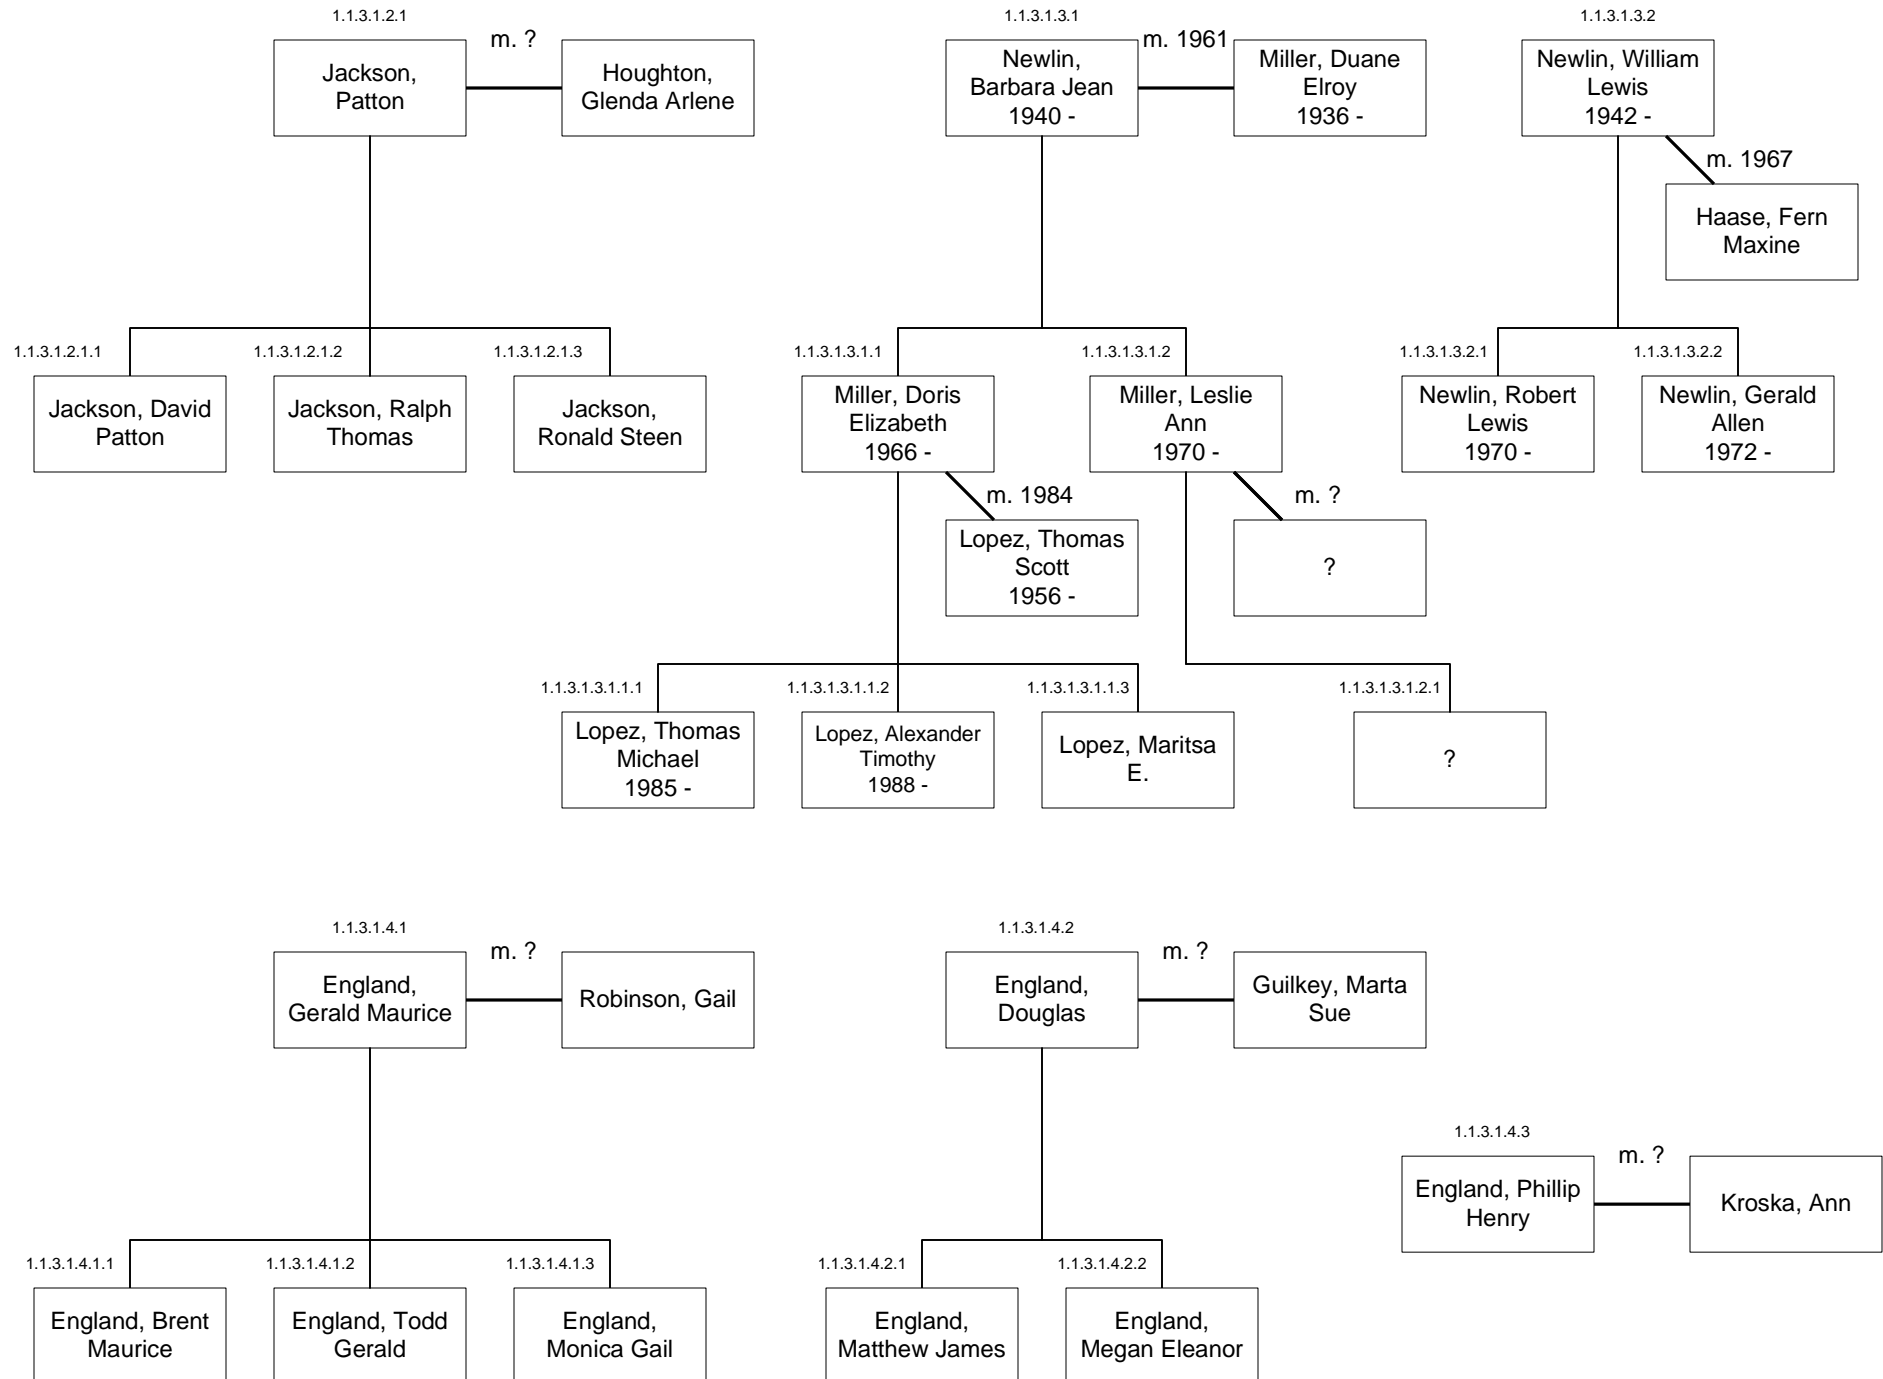 1.1.3.1.2.1
m. ?
Jackson,
Patton
Houghton,
Glenda Arlene
1.1.3.1.3.1
m. 1961
Newlin,
Barbara Jean
1940 -
Miller, Duane
Elroy
1936 -
1.1.3.1.3.2
Newlin, William
Lewis
1942 -
m. 1967
Haase, Fern
Maxine
1.1.3.1.2.1.1
Jackson, David
Patton
1.1.3.1.2.1.2
Jackson, Ralph
Thomas
1.1.3.1.2.1.3
Jackson,
Ronald Steen
1.1.3.1.3.1.1
Miller, Doris
Elizabeth
1966 -
m. 1984
Lopez, Thomas
Scott
1956 -
1.1.3.1.3.1.2
Miller, Leslie
Ann
1970 -
m. ?
?
1.1.3.1.3.2.1
Newlin, Robert
Lewis
1970 -
1.1.3.1.3.2.2
Newlin, Gerald
Allen
1972 -
1.1.3.1.3.1.1.1
Lopez, Thomas
Michael
1985 -
1.1.3.1.3.1.1.2
Lopez, Alexander
Timothy
1988 -
1.1.3.1.3.1.1.3
Lopez, Maritsa
E.
1.1.3.1.3.1.2.1
?
1.1.3.1.4.1
m. ?
England,
Gerald Maurice
Robinson, Gail
1.1.3.1.4.2
m. ?
England,
Douglas
Guilkey, Marta
Sue
1.1.3.1.4.3
m. ?
England, Phillip
Henry
Kroska, Ann
1.1.3.1.4.1.1
England, Brent
Maurice
1.1.3.1.4.1.2
England, Todd
Gerald
1.1.3.1.4.1.3
England,
Monica Gail
1.1.3.1.4.2.1
England,
Matthew James
1.1.3.1.4.2.2
England,
Megan Eleanor